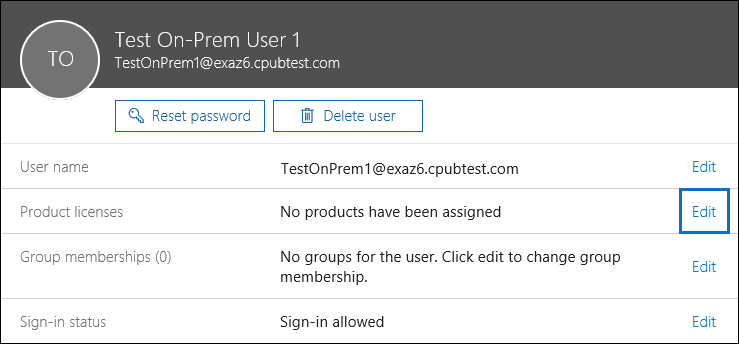 TO
Test On-Prem User 1
TestOnPrem1@exaz6.cpubtest.com
Reset password
Delete user
User name TestOnPrem1@exaz6.cpubtest.com Edit
Product licenses No products have been assigned Edit
Group memberships (0) No groups for the user. Click edit to change group Edit
membership.
Sign-in status Sign-in allowed Edit